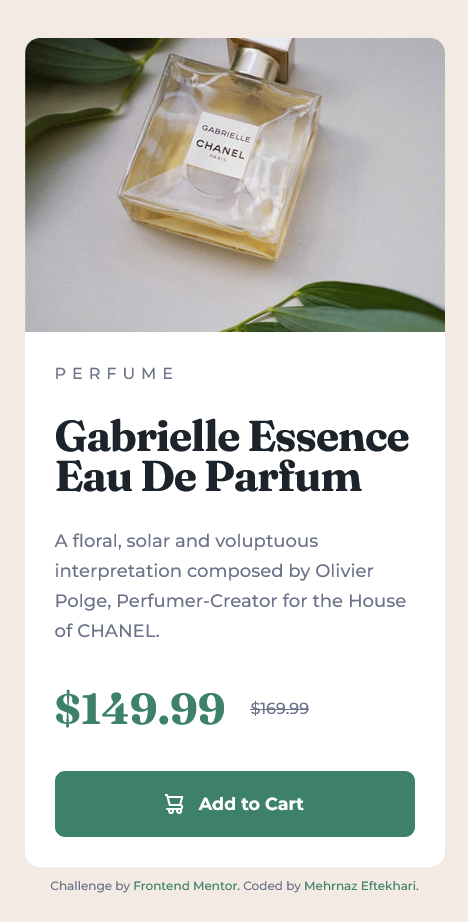 GABRIELLE
CHANEL
PARIS
PERFUME
Gabrielle Essence
Eau De Parfum
A floral, solar and voluptuous
interpretation composed by Olivier
Polge, Perfumer-Creator for the House
of CHANEL.
$149.99 $169.99
Add to Cart
Challenge by Frontend Mentor. Coded by Mehrnaz Eftekhari.